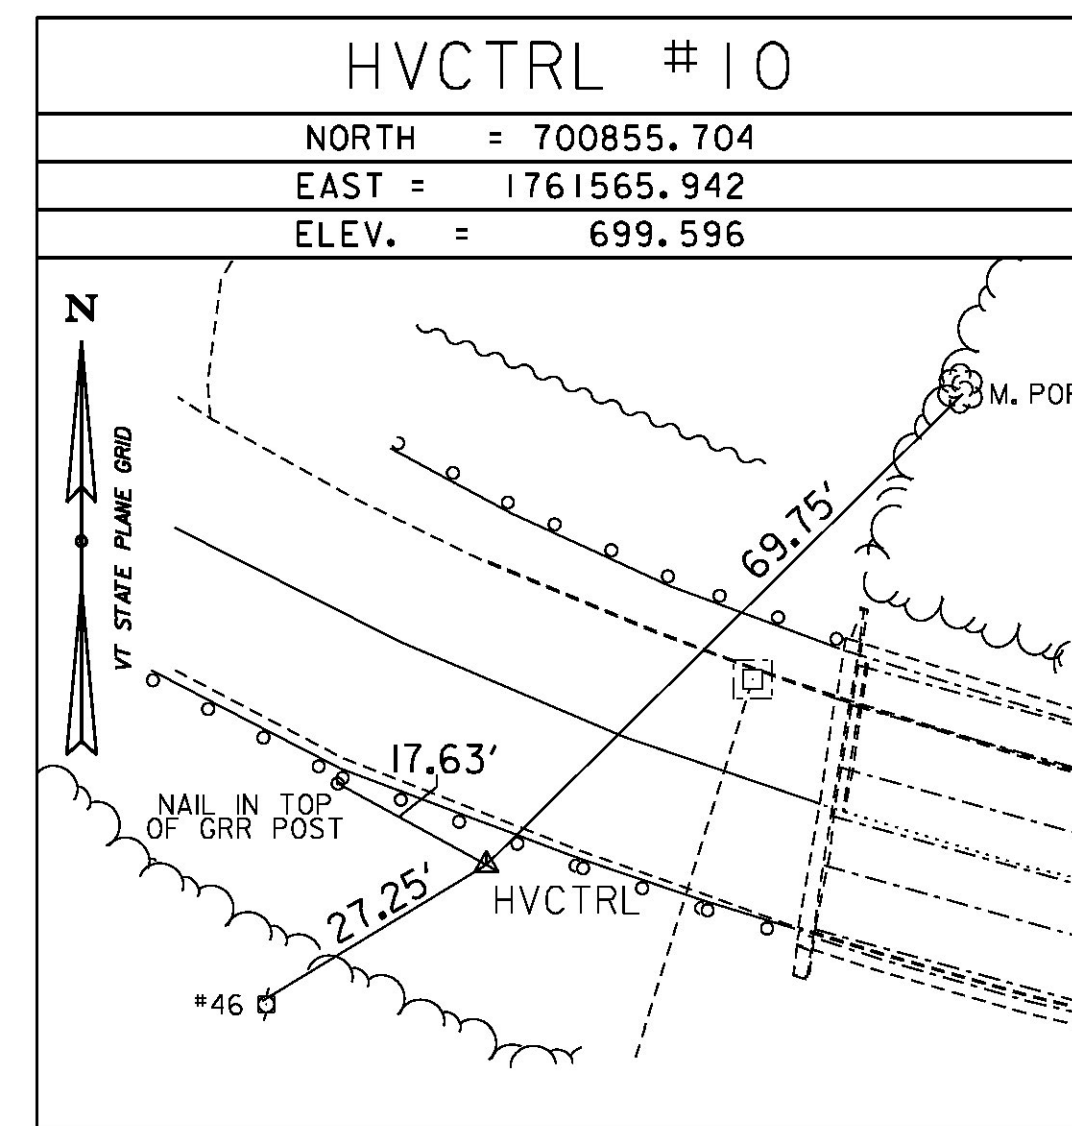 HVCTRL #10
NORTH = 700855.704
EAST = 1761565.942
ELEV. = 699.596
N
VT STATE PLANE GRID
M.
69.75'
17.63'
NAIL IN TOP
OF GRR POST
HVCTRL
27.25'
#46